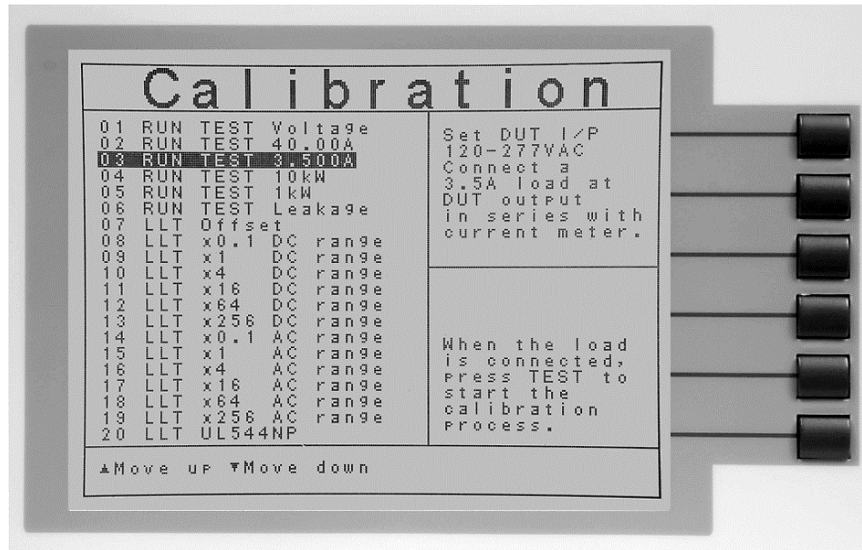 Calibration
01 RUN TEST Voltage
02 RUN TEST 40.00A
03 RUN TEST 3.500A
04 RUN TEST 10kW
05 RUN TEST 1kW
06 RUN TEST Leakage
07 LLT Offset
08 LLT x0.1 DC range
09 LLT x1 DC range
10 LLT x4 DC range
11 LLT x16 DC range
12 LLT x64 DC range
13 LLT x256 DC range
14 LLT x0.1 AC range
15 LLT x1 AC range
16 LLT x4 AC range
17 LLT x16 AC range
18 LLT x64 AC range
19 LLT x256 AC range
20 LLT UL544NP
Set DUT I/P
120-277VAC
Connect a
3.5A load at
DUT output
in series with
current meter.
When the load
is connected,
press TEST to
start the
calibration
process.
▲Move up ▼Move down